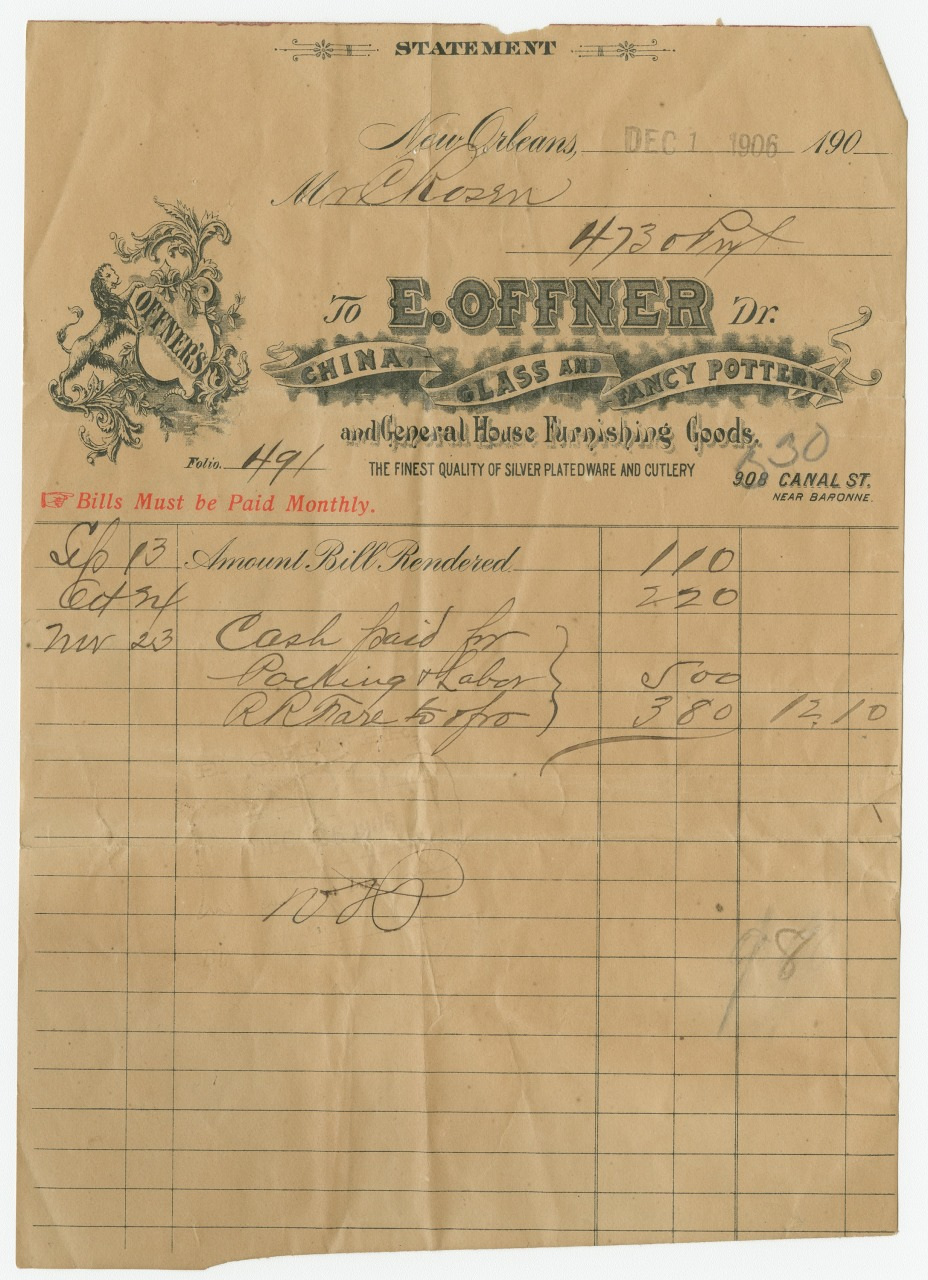 STATEMENT
New Orleans, DEC 1 1906 190
Mr C Rosen
4730 Pryt
OFFNER'S
To E. OFFNER Dr.
CHINA, GLASS AND FANCY POTTERY,
and General House Furnishing Goods.
530
Folio. 491 THE FINEST QUALITY OF SILVER PLATEDWARE AND CUTLERY 908 CANAL ST.
NEAR BARONNE.
Bills Must be Paid Monthly.
Sep 13 Amount Bill Rendered 1 10
Oct 24 2 20
Nov 23 Cash paid for
Packing & Labor 5 00
RR Fare to & fro 3 80 12.10
98